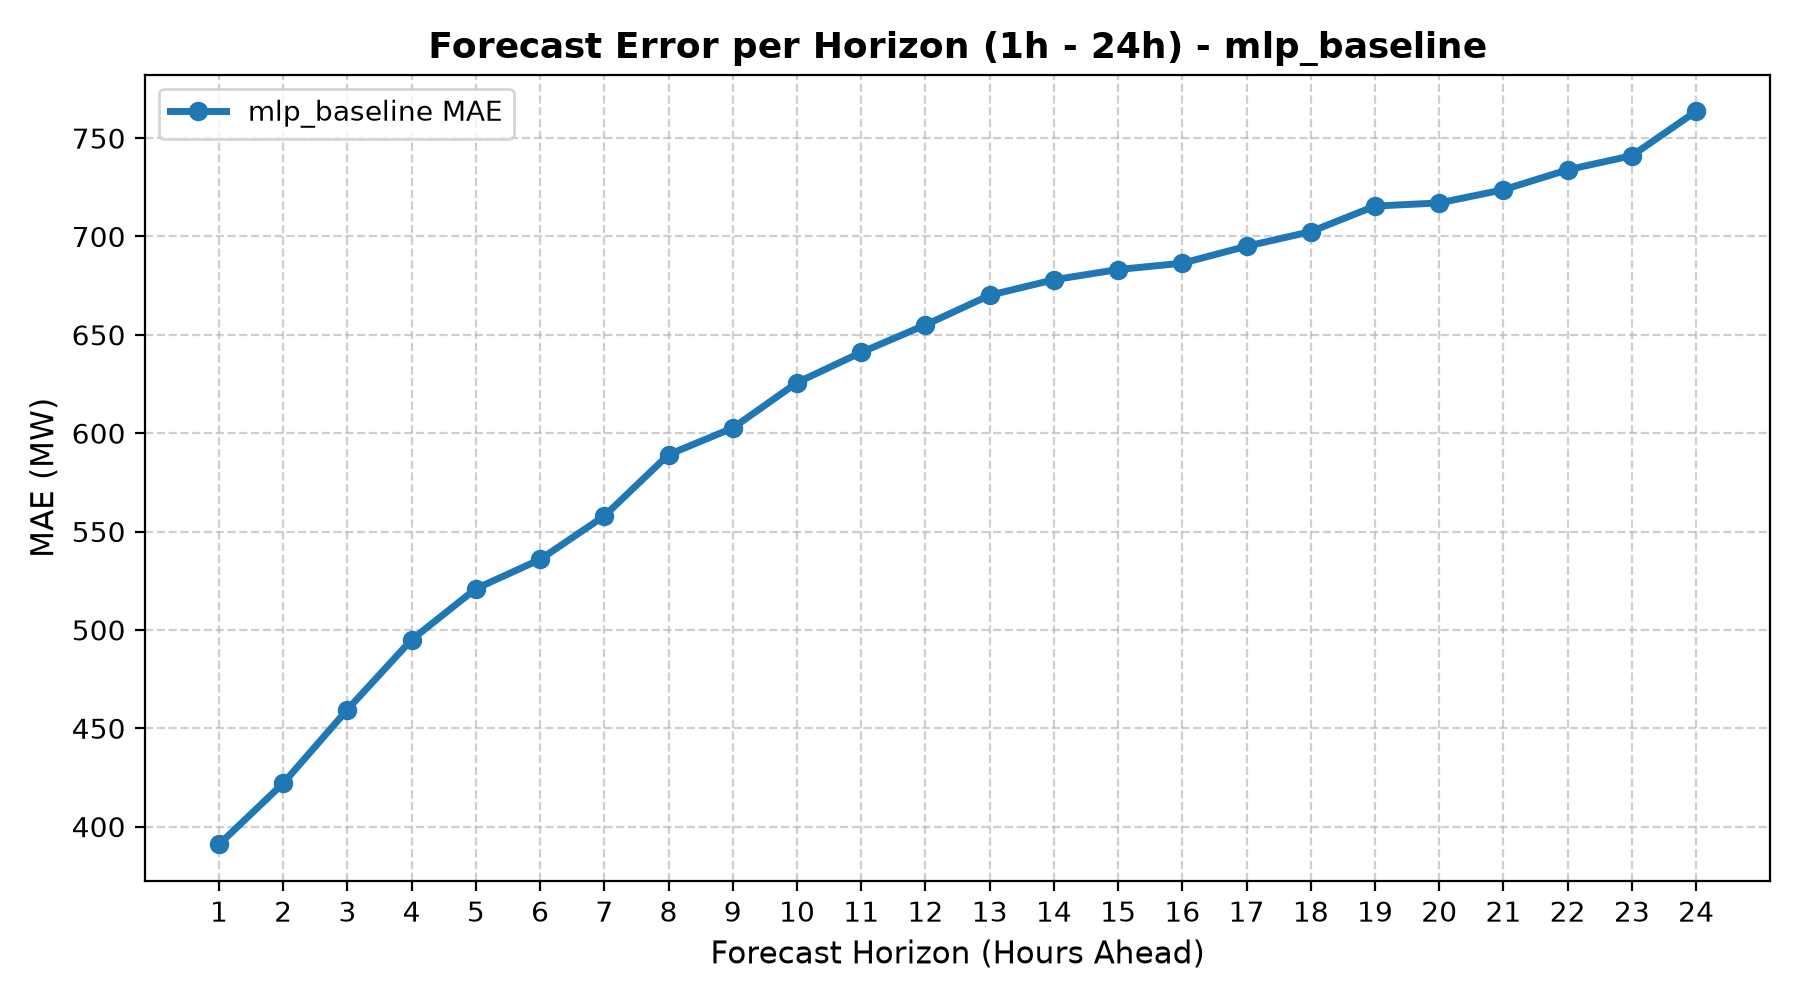 Forecast Error per Horizon (1h - 24h) - mlp_baseline
mlp_baseline MAE
MAE (MW)
750
700
650
600
550
500
450
400
1 2 3 4 5 6 7 8 9 10 11 12 13 14 15 16 17 18 19 20 21 22 23 24
Forecast Horizon (Hours Ahead)